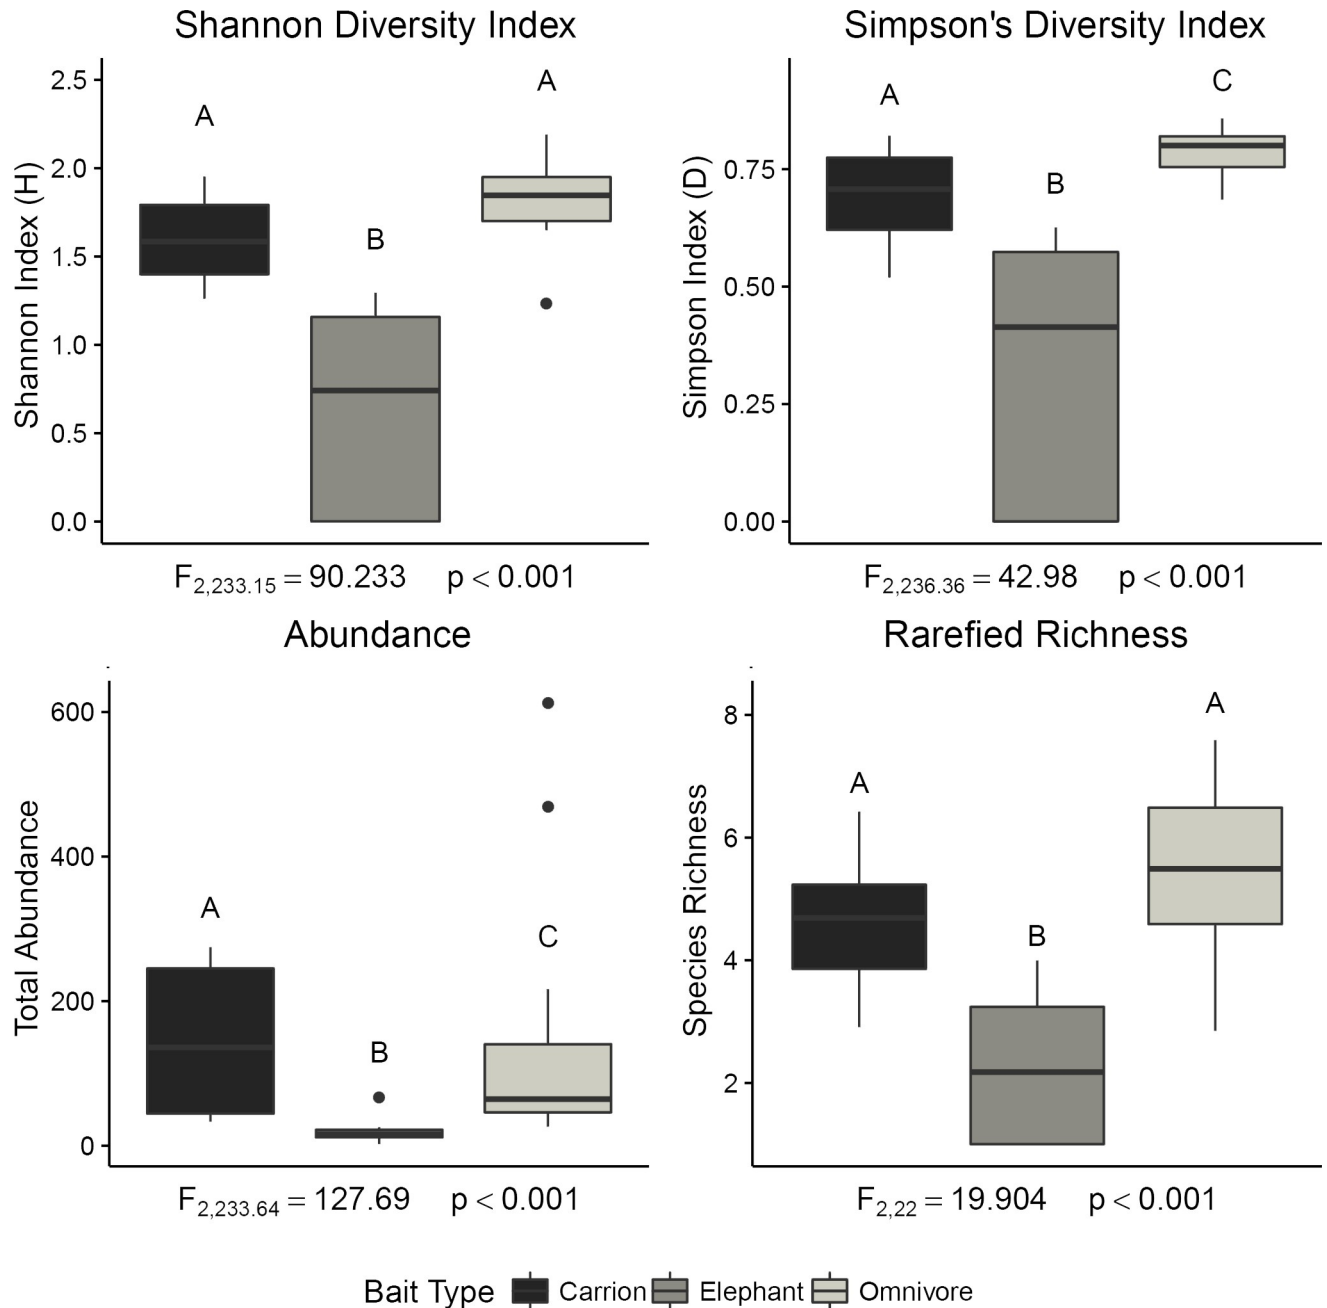 Shannon Diversity Index
Shannon Index (H)
2.5
2.0
1.5
1.0
0.5
0.0
A
B
A
F2,233.15 = 90.233 p < 0.001
Simpson's Diversity Index
Simpson Index (D)
0.75
0.50
0.25
0.00
A
B
C
F2,236.36 = 42.98 p < 0.001
Abundance
Total Abundance
600
400
200
0
A
B
C
F2,233.64 = 127.69 p < 0.001
Rarefied Richness
Species Richness
8
6
4
2
A
B
A
F2,22 = 19.904 p < 0.001
Bait Type Carrion Elephant Omnivore